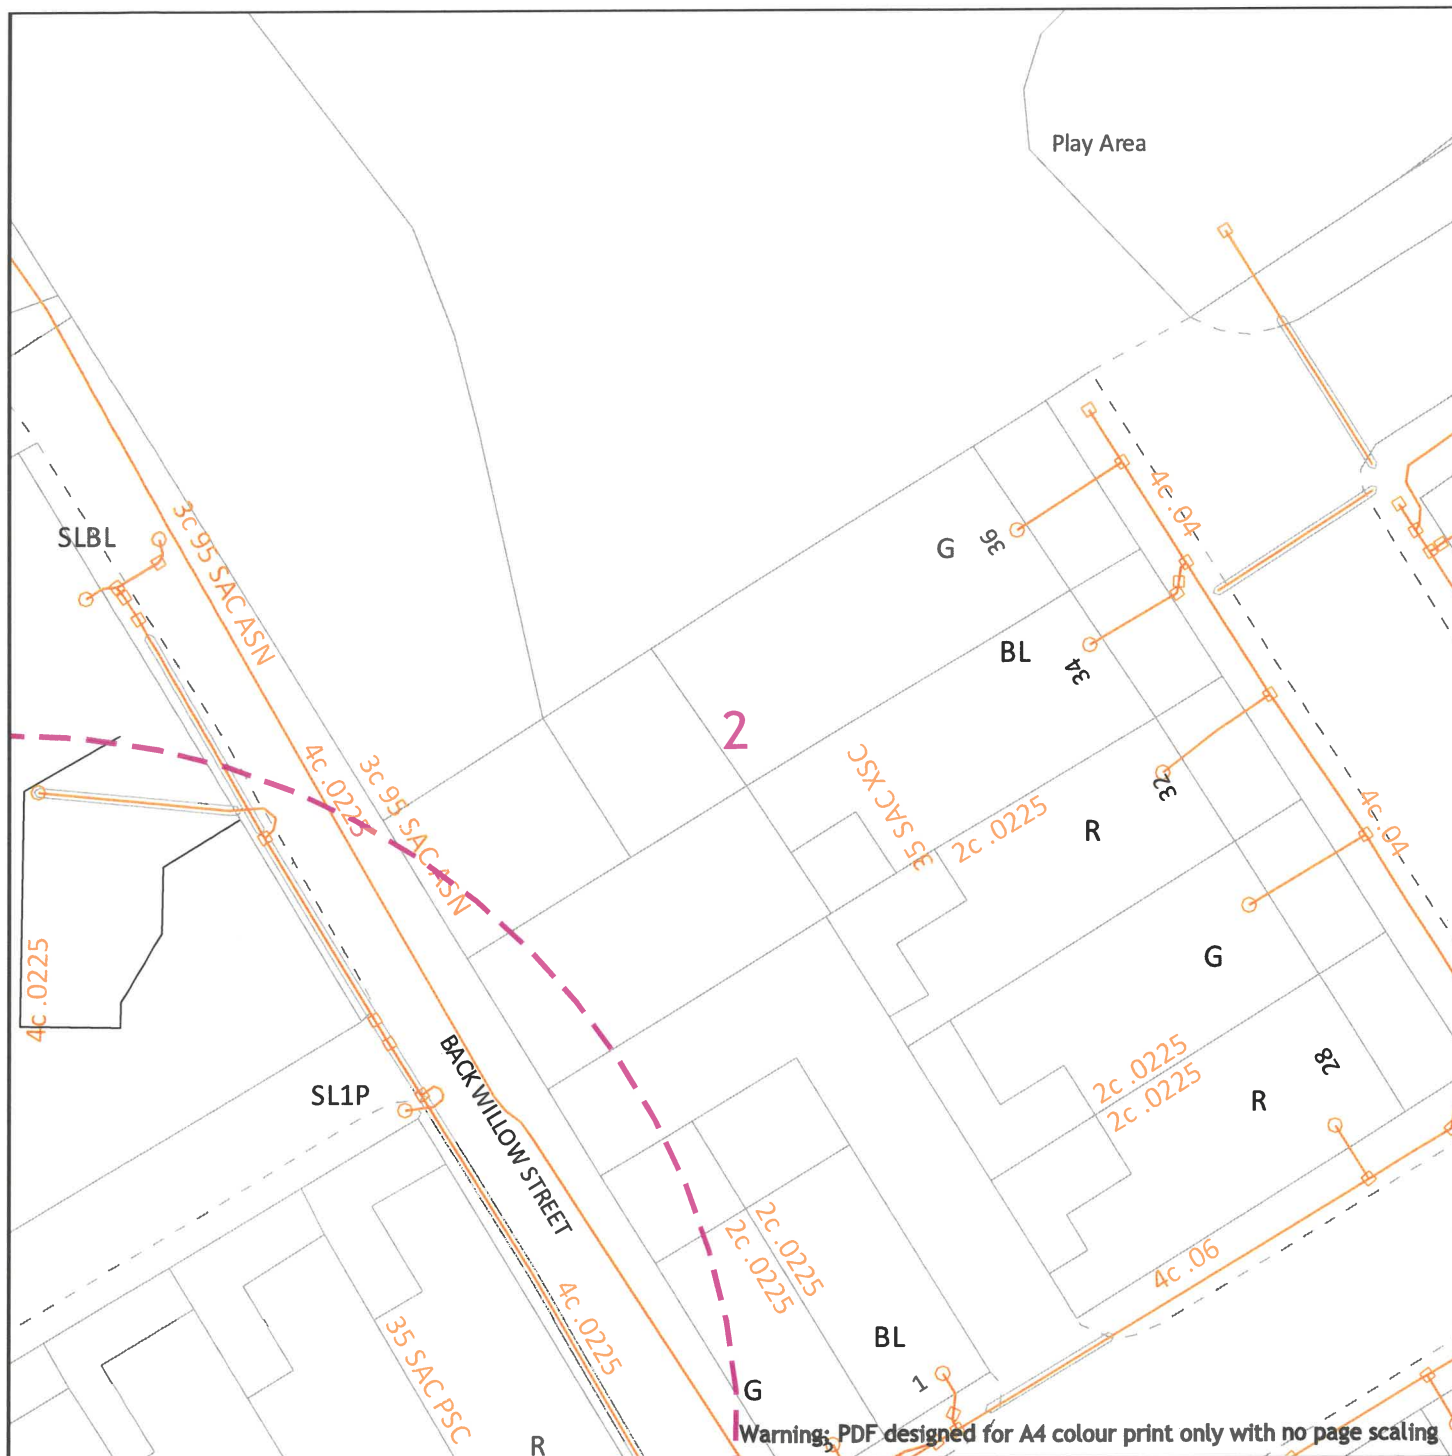 Play Area
4c .04
SLBL
3c 95 SAC ASN
36
G
BL
34
2
32
4c .0225
3c 95 SAC ASN
35 SAC XSC
2c .0225
R
4c .04
4c .0225
G
28
2c .0225
2c .0225
R
SL1P
BACK WILLOW STREET
2c .0225
2c .0225
4c .06
4c .0225
35 SAC PSC
BL
1
G
R
3
Warning: PDF designed for A4 colour print only with no page scaling